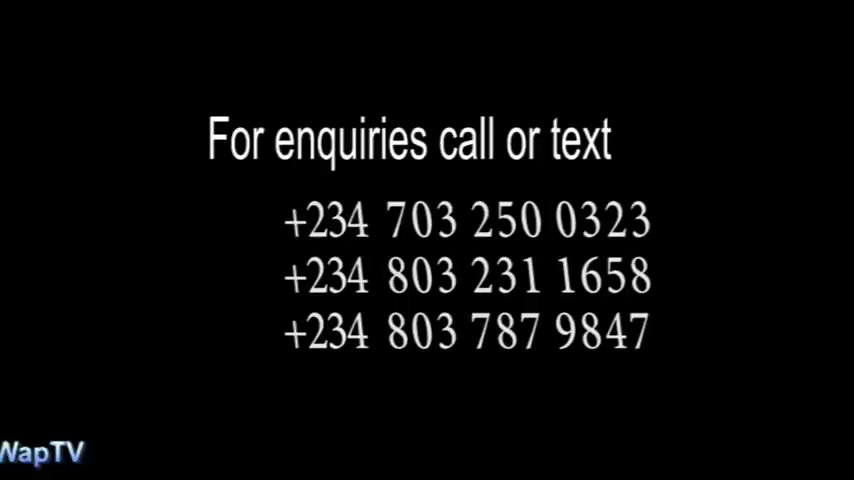 For enquiries call or text
+234 703 250 0323
+234 803 231 1658
+234 803 787 9847
WapTV